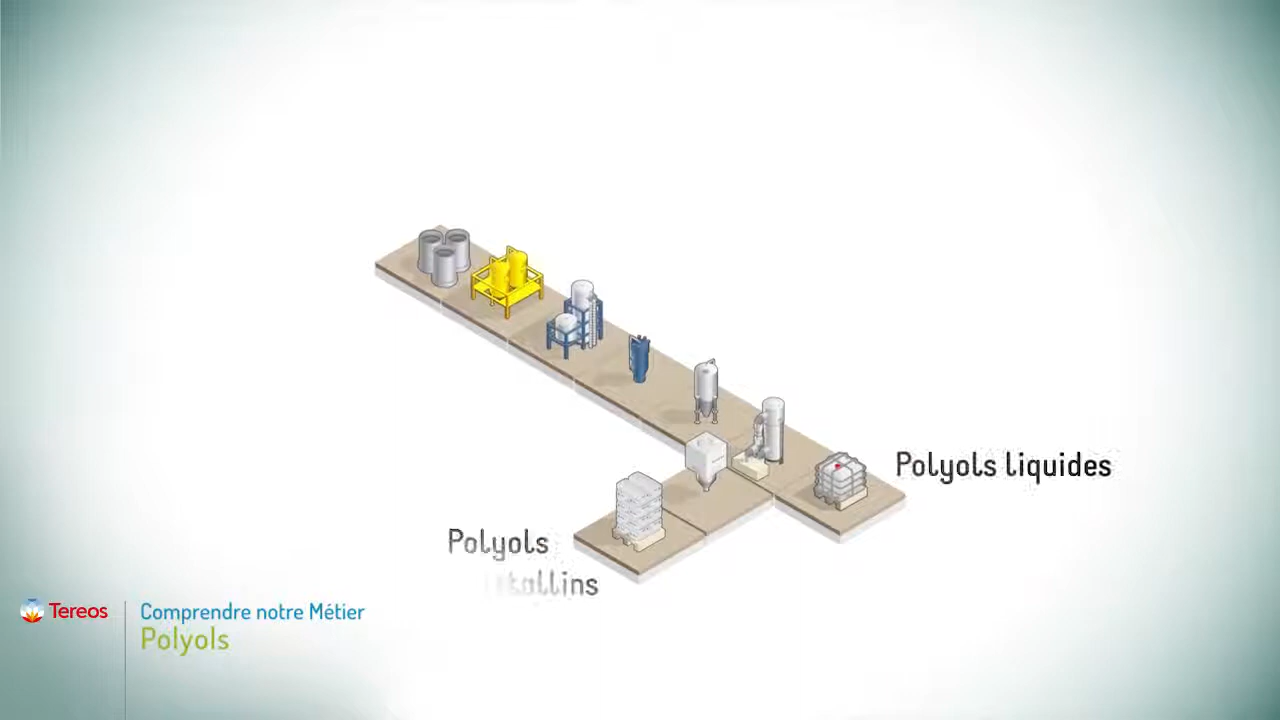 Polyols liquides
Polyols
Tereos
Comprendre notre Métier
Polyols